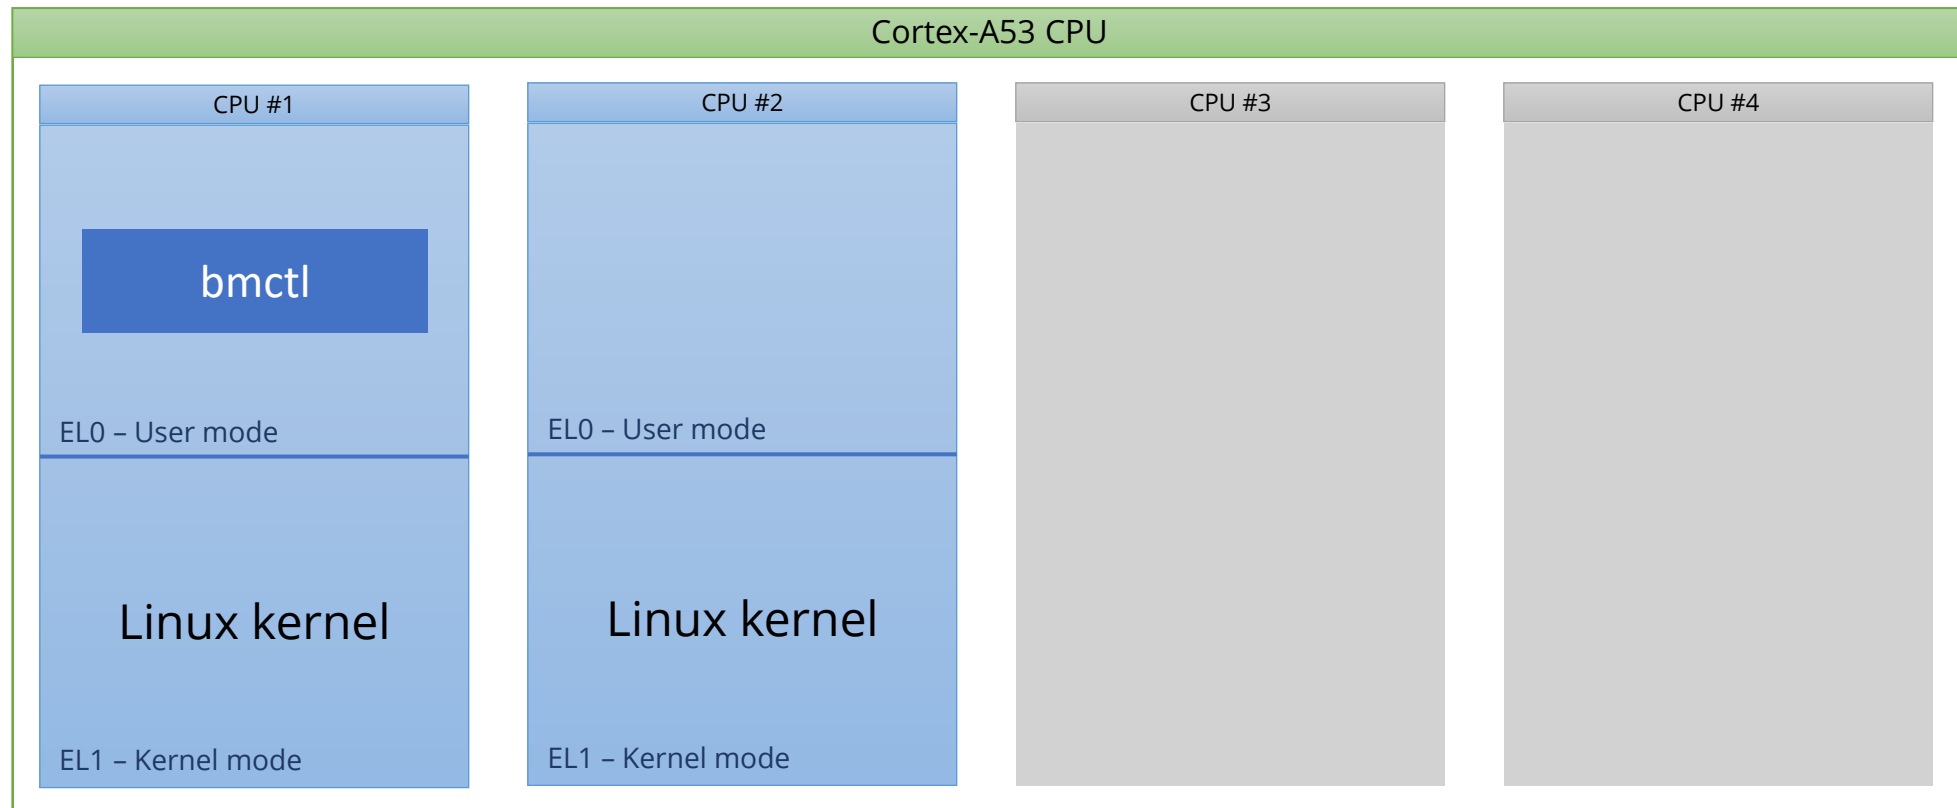 Cortex-A53 CPU
CPU #1
bmctl
EL0 – User mode
Linux kernel
EL1 – Kernel mode
CPU #2
EL0 – User mode
Linux kernel
EL1 – Kernel mode
CPU #3
CPU #4